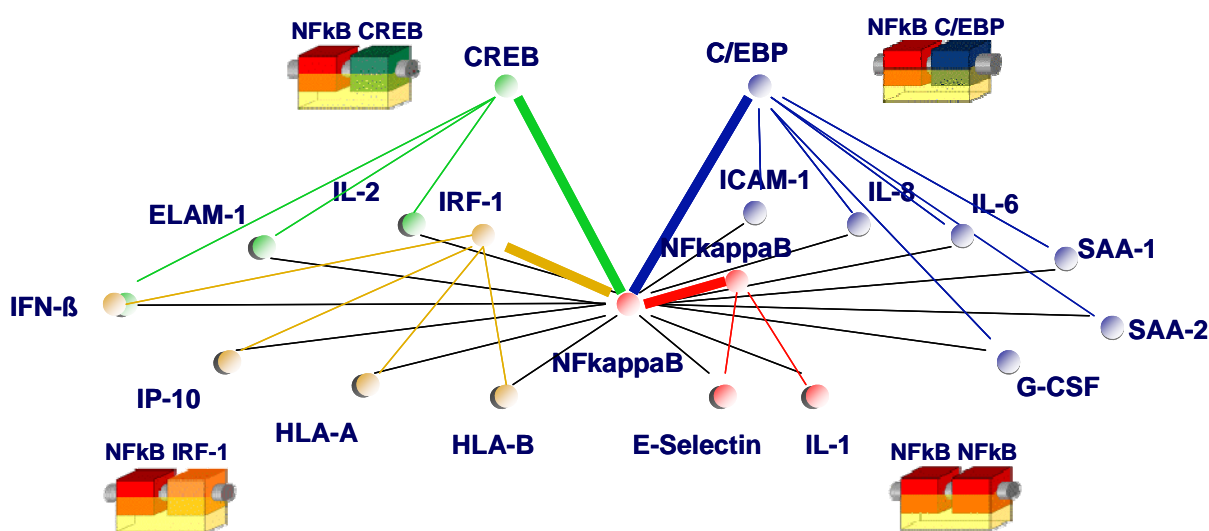 NFkB CREB
NFkB C/EBP
CREB
C/EBP
ICAM-1
IL-2
IL-8
IRF-1
IL-6
ELAM-1
NFkappaB
SAA-1
IFN-ß
SAA-2
NFkappaB
G-CSF
IP-10
HLA-A
HLA-B
E-Selectin
IL-1
NFkB IRF-1
NFkB NFkB